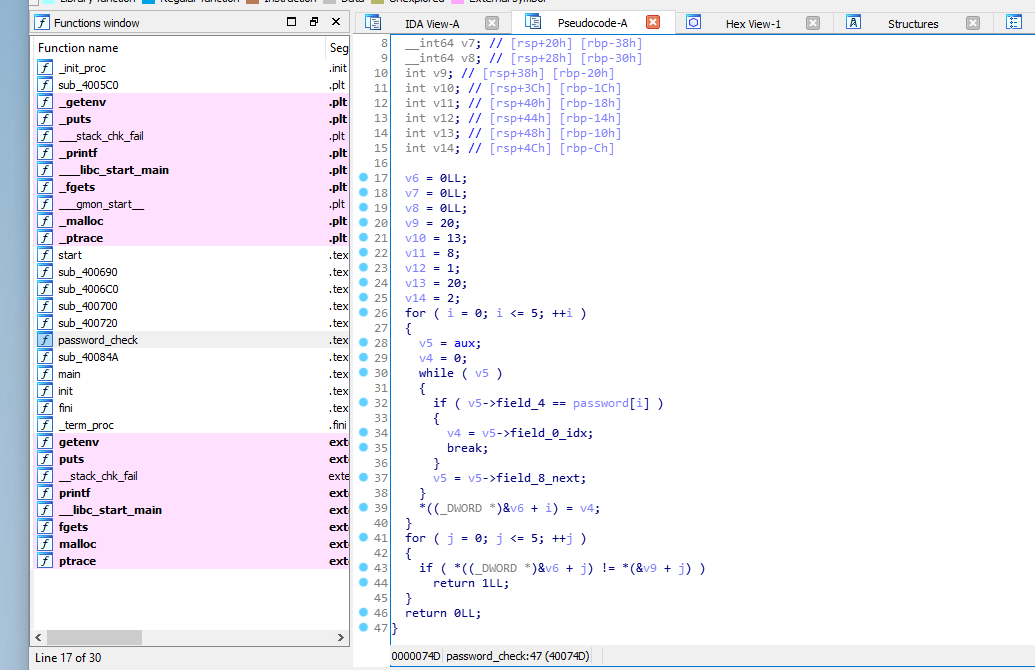 Library function Regular function Instruction Data Unexplored External symbol
Functions window
IDA View-A Pseudocode-A Hex View-1 Structures
Function name Seg
_init_proc .init
sub_4005C0 .plt
_getenv .plt
_puts .plt
___stack_chk_fail .plt
_printf .plt
___libc_start_main .plt
_fgets .plt
___gmon_start__ .plt
_malloc .plt
_ptrace .plt
start .tex
sub_400690 .tex
sub_4006C0 .tex
sub_400700 .tex
sub_400720 .tex
password_check .tex
sub_40084A .tex
main .tex
init .tex
fini .tex
_term_proc .fini
getenv exte
puts exte
__stack_chk_fail exte
printf exte
__libc_start_main exte
fgets exte
malloc exte
ptrace exte
Line 17 of 30
8 __int64 v7; // [rsp+20h] [rbp-38h]
9 __int64 v8; // [rsp+28h] [rbp-30h]
10 int v9; // [rsp+38h] [rbp-20h]
11 int v10; // [rsp+3Ch] [rbp-1Ch]
12 int v11; // [rsp+40h] [rbp-18h]
13 int v12; // [rsp+44h] [rbp-14h]
14 int v13; // [rsp+48h] [rbp-10h]
15 int v14; // [rsp+4Ch] [rbp-Ch]
16
17 v6 = 0LL;
18 v7 = 0LL;
19 v8 = 0LL;
20 v9 = 20;
21 v10 = 13;
22 v11 = 8;
23 v12 = 1;
24 v13 = 20;
25 v14 = 2;
26 for ( i = 0; i <= 5; ++i )
27 {
28 v5 = aux;
29 v4 = 0;
30 while ( v5 )
31 {
32 if ( v5->field_4 == password[i] )
33 {
34 v4 = v5->field_0_idx;
35 break;
36 }
37 v5 = v5->field_8_next;
38 }
39 *((_DWORD *)&v6 + i) = v4;
40 }
41 for ( j = 0; j <= 5; ++j )
42 {
43 if ( *((_DWORD *)&v6 + j) != *(&v9 + j) )
44 return 1LL;
45 }
46 return 0LL;
47 }
0000074D password_check:47 (40074D)